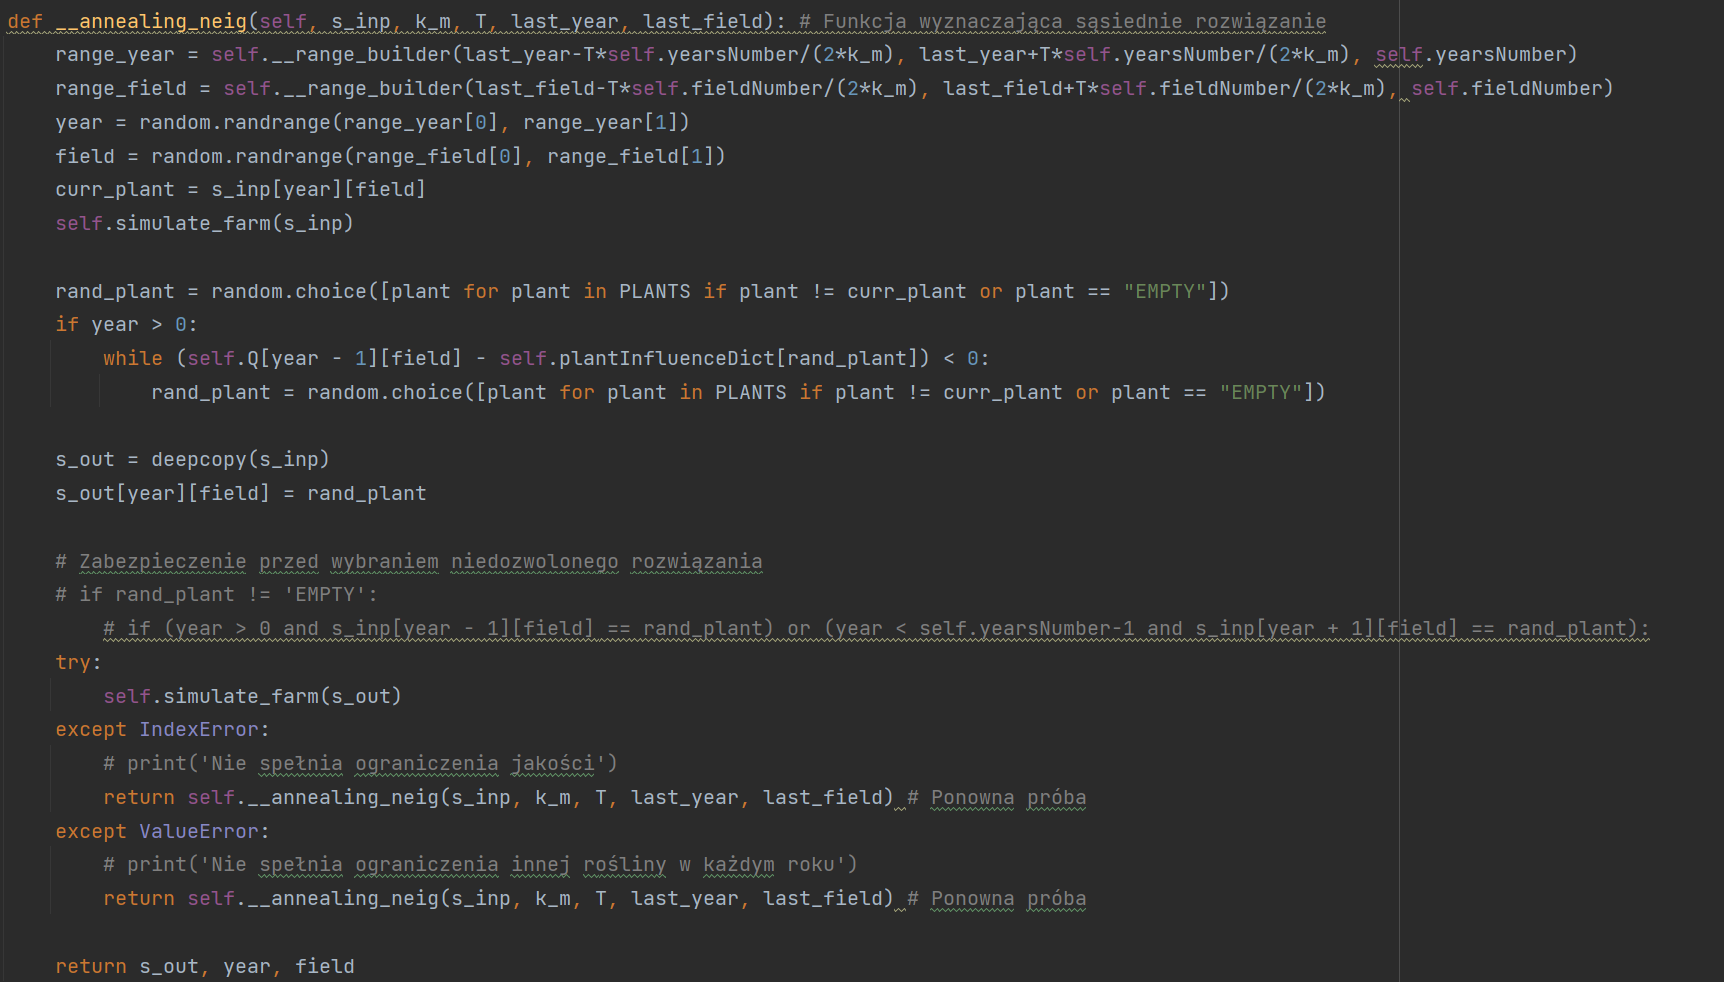 def __annealing_neig(self, s_inp, k_m, T, last_year, last_field): # Funkcja wyznaczająca sąsiednie rozwiązanie
    range_year = self.__range_builder(last_year-T*self.yearsNumber/(2*k_m), last_year+T*self.yearsNumber/(2*k_m), self.yearsNumber)
    range_field = self.__range_builder(last_field-T*self.fieldNumber/(2*k_m), last_field+T*self.fieldNumber/(2*k_m), self.fieldNumber)
    year = random.randrange(range_year[0], range_year[1])
    field = random.randrange(range_field[0], range_field[1])
    curr_plant = s_inp[year][field]
    self.simulate_farm(s_inp)

    rand_plant = random.choice([plant for plant in PLANTS if plant != curr_plant or plant == "EMPTY"])
    if year > 0:
        while (self.Q[year - 1][field] - self.plantInfluenceDict[rand_plant]) < 0:
            rand_plant = random.choice([plant for plant in PLANTS if plant != curr_plant or plant == "EMPTY"])

    s_out = deepcopy(s_inp)
    s_out[year][field] = rand_plant

    # Zabezpieczenie przed wybraniem niedozwolonego rozwiązania
    # if rand_plant != 'EMPTY':
        # if (year > 0 and s_inp[year - 1][field] == rand_plant) or (year < self.yearsNumber-1 and s_inp[year + 1][field] == rand_plant):
    try:
        self.simulate_farm(s_out)
    except IndexError:
        # print('Nie spełnia ograniczenia jakości')
        return self.__annealing_neig(s_inp, k_m, T, last_year, last_field) # Ponowna próba
    except ValueError:
        # print('Nie spełnia ograniczenia innej rośliny w każdym roku')
        return self.__annealing_neig(s_inp, k_m, T, last_year, last_field) # Ponowna próba

    return s_out, year, field